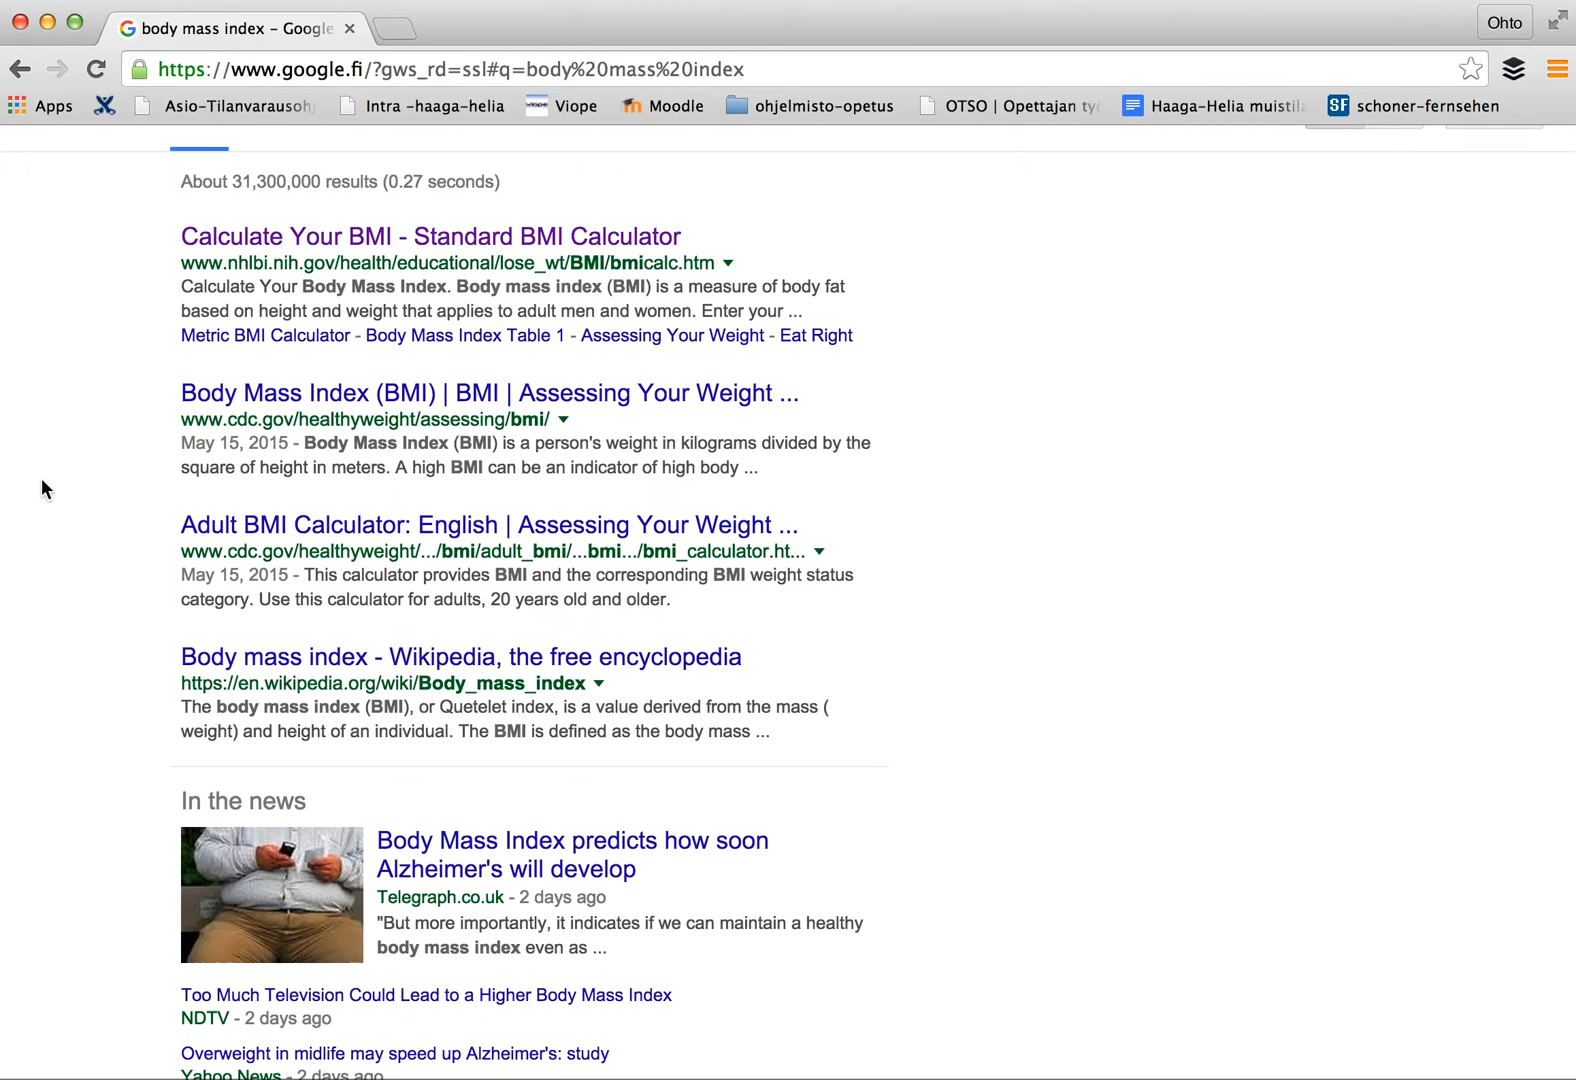 body mass index - Google
Ohto
https://www.google.fi/?gws_rd=ssl#q=body%20mass%20index
Apps
Asio-Tilanvarausoh
Intra -haaga-helia
Viope
Moodle
ohjelmisto-opetus
OTSO | Opettajan työ
Haaga-Helia muistila
SF
schoner-fernsehen
About 31,300,000 results (0.27 seconds)
Calculate Your BMI - Standard BMI Calculator
www.nhlbi.nih.gov/health/educational/lose_wt/BMI/bmicalc.htm
Calculate Your Body Mass Index. Body mass index (BMI) is a measure of body fat
based on height and weight that applies to adult men and women. Enter your ...
Metric BMI Calculator - Body Mass Index Table 1 - Assessing Your Weight - Eat Right
Body Mass Index (BMI) | BMI | Assessing Your Weight ...
www.cdc.gov/healthyweight/assessing/bmi/
May 15, 2015 - Body Mass Index (BMI) is a person's weight in kilograms divided by the
square of height in meters. A high BMI can be an indicator of high body ...
Adult BMI Calculator: English | Assessing Your Weight ...
www.cdc.gov/healthyweight/.../bmi/adult_bmi/...bmi.../bmi_calculator.ht...
May 15, 2015 - This calculator provides BMI and the corresponding BMI weight status
category. Use this calculator for adults, 20 years old and older.
Body mass index - Wikipedia, the free encyclopedia
https://en.wikipedia.org/wiki/Body_mass_index
The body mass index (BMI), or Quetelet index, is a value derived from the mass (
weight) and height of an individual. The BMI is defined as the body mass ...
In the news
Body Mass Index predicts how soon
Alzheimer's will develop
Telegraph.co.uk - 2 days ago
"But more importantly, it indicates if we can maintain a healthy
body mass index even as ...
Too Much Television Could Lead to a Higher Body Mass Index
NDTV - 2 days ago
Overweight in midlife may speed up Alzheimer's: study
Yahoo News - 2 days ago